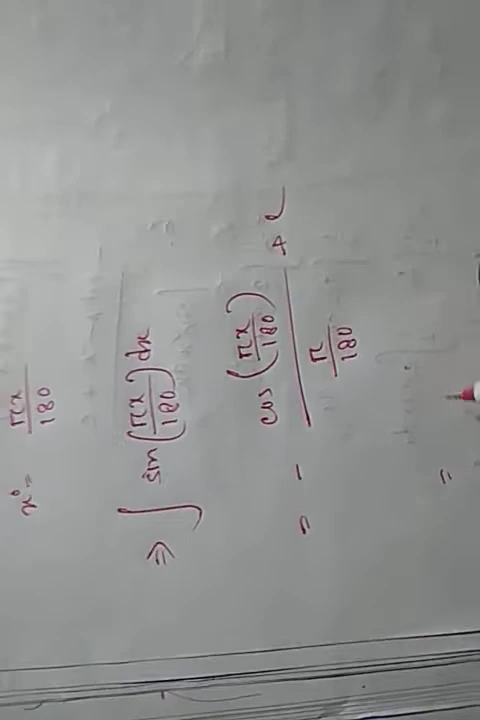 x° = πx/180
⇒ ∫ sin(πx/180) dx
= - cos(πx/180) / (π/180) + c
=